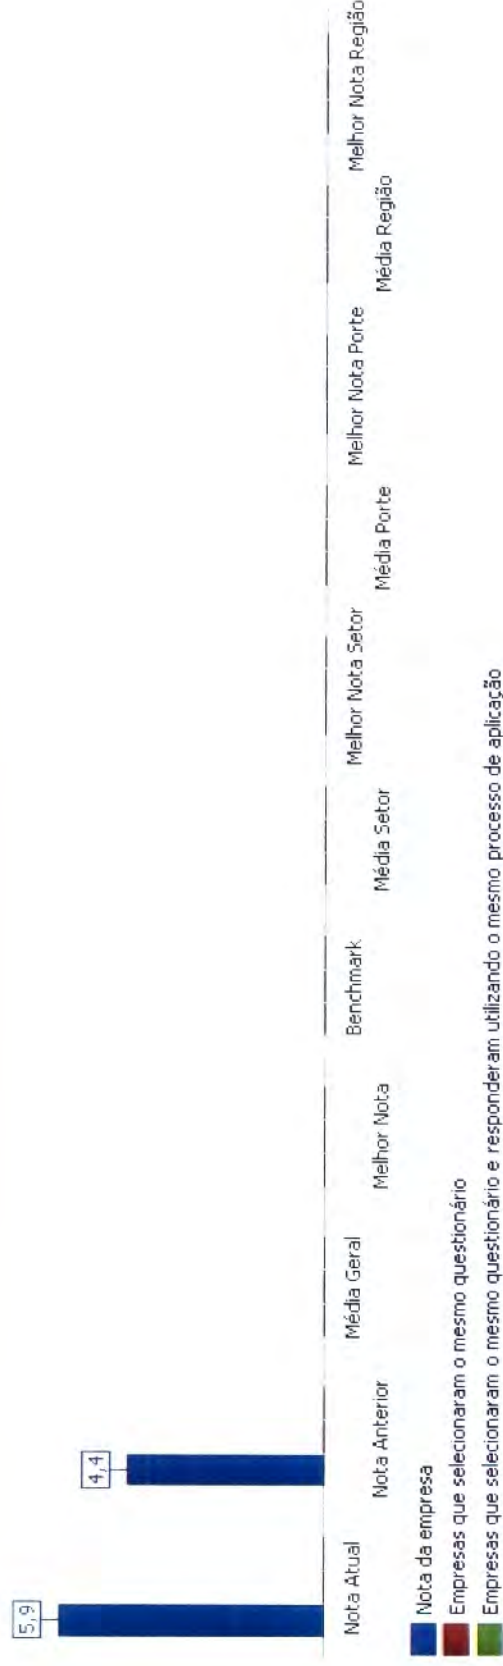 5,9
4,4
Nota Atual
Nota Anterior
Média Geral
Melhor Nota
Benchmark
Média Setor
Melhor Nota Setor
Média Porte
Melhor Nota Porte
Média Região
Melhor Nota Região
Nota da empresa
Empresas que selecionaram o mesmo questionário
Empresas que selecionaram o mesmo questionário e responderam utilizando o mesmo processo de aplicação